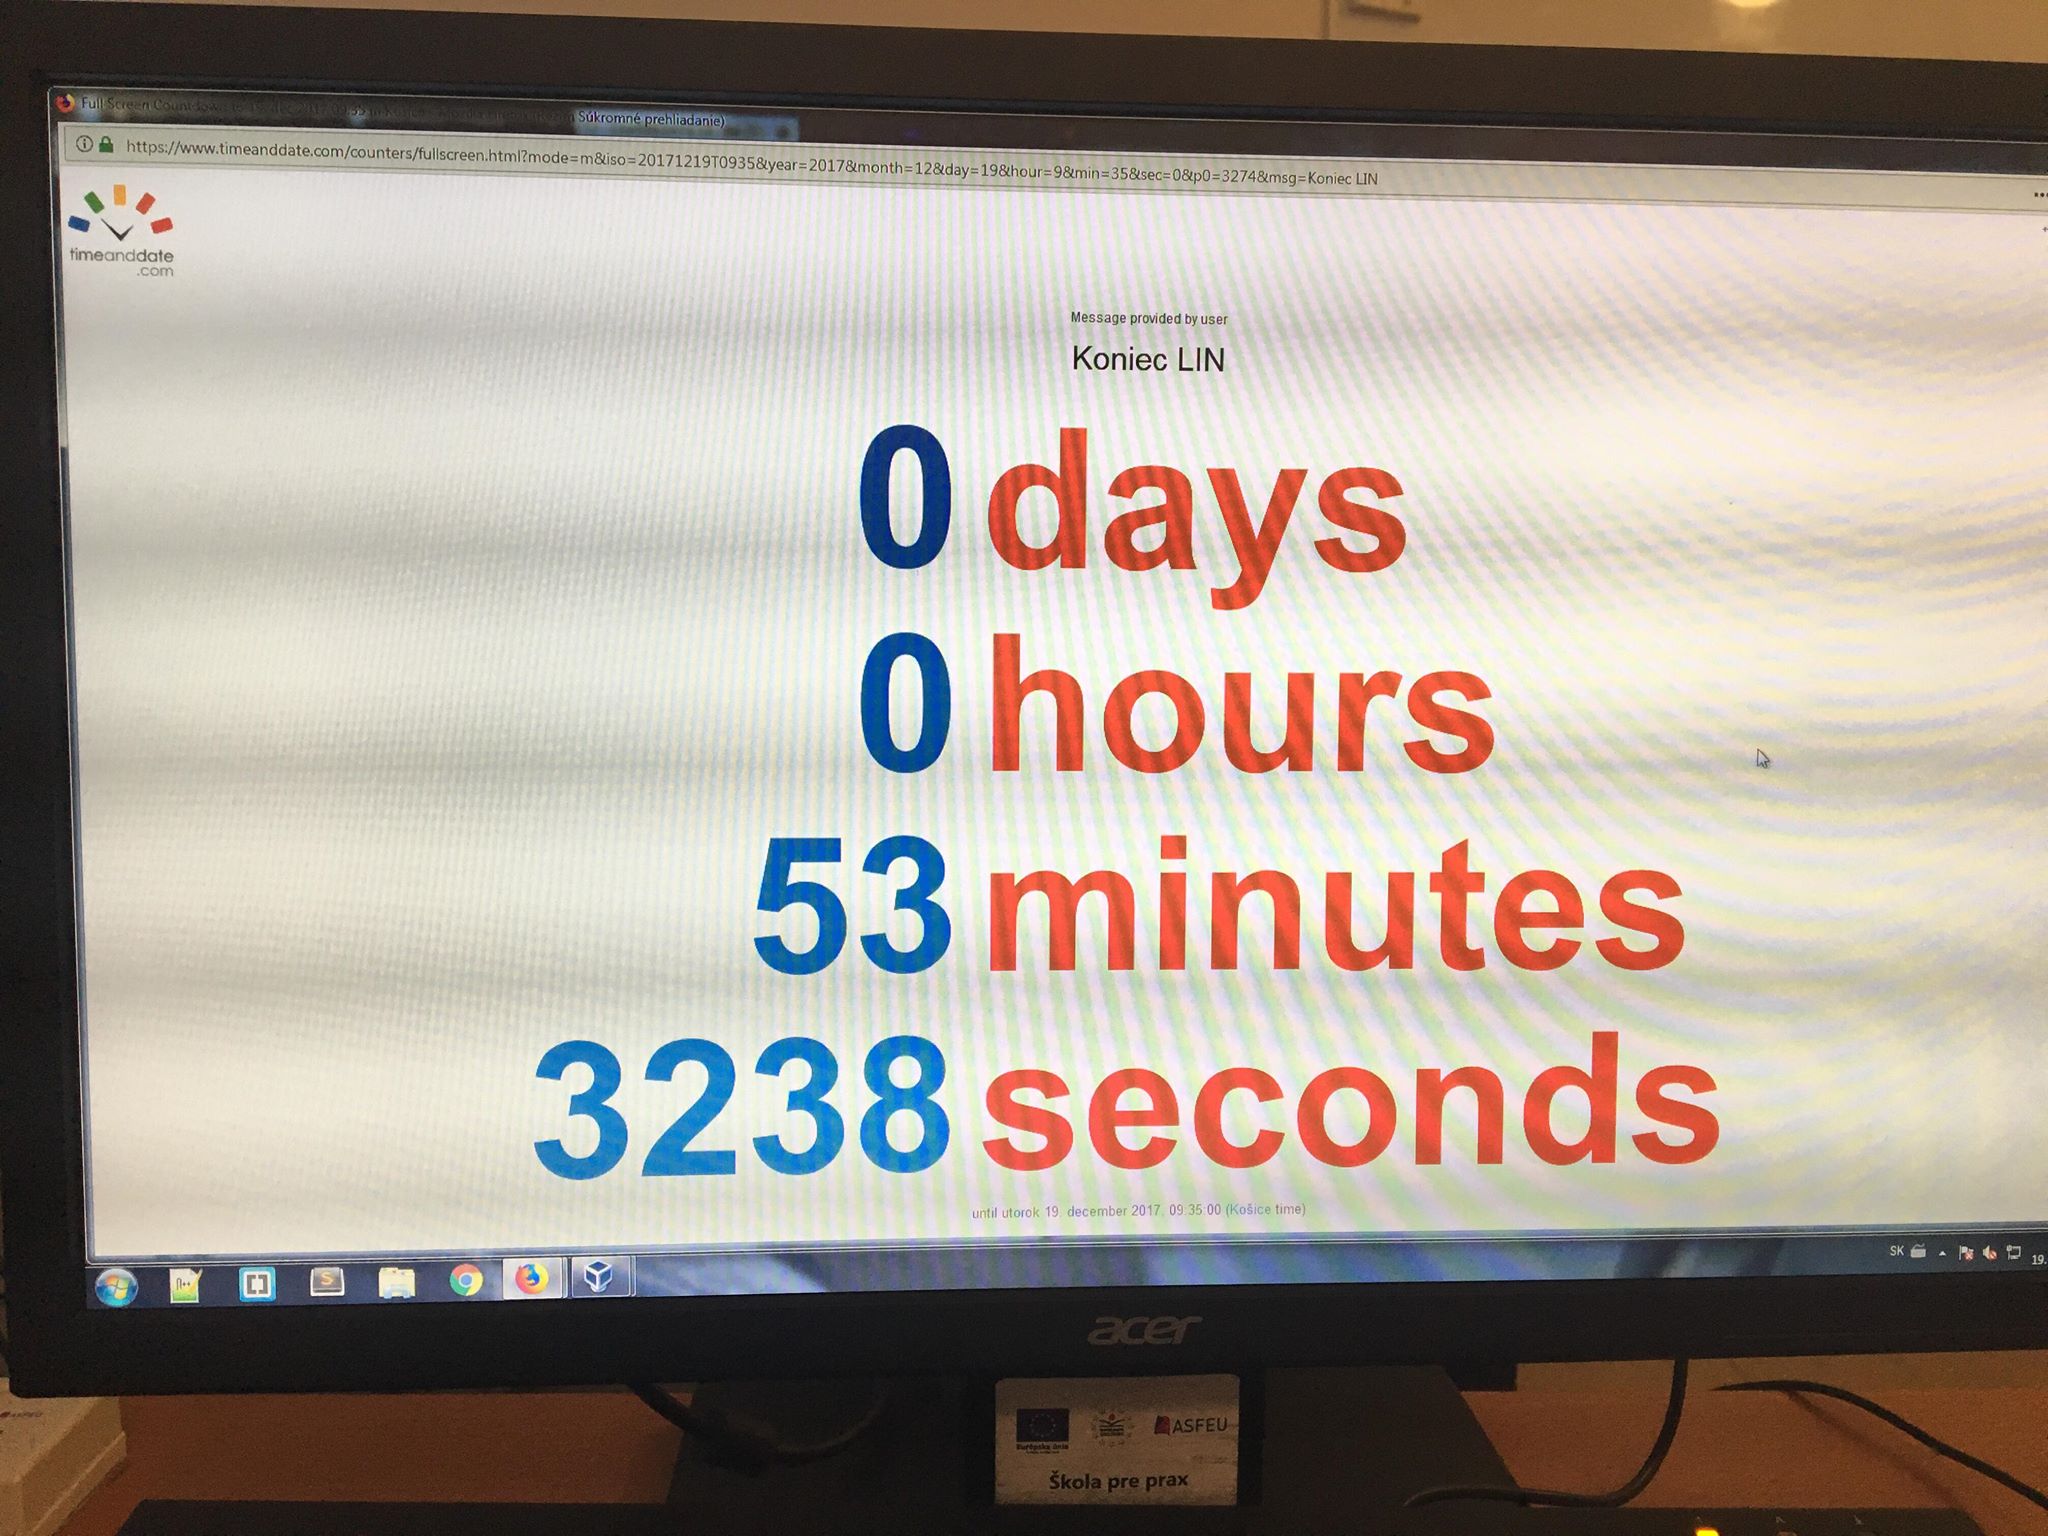 Full Screen Countdown
Súkromné prehliadanie)
https://www.timeanddate.com/counters/fullscreen.html?mode=m&iso=20171219T0935&year=2017&month=12&day=19&hour=9&min=35&sec=0&p0=3274&msg=Koniec LIN
timeanddate
.com
Message provided by user
Koniec LIN
0 days
0 hours
53 minutes
3238 seconds
until utorok 19. december 2017, 09:35:00 (Košice time)
SK
19.
acer
Európska únia
ASFEU
Škola pre prax